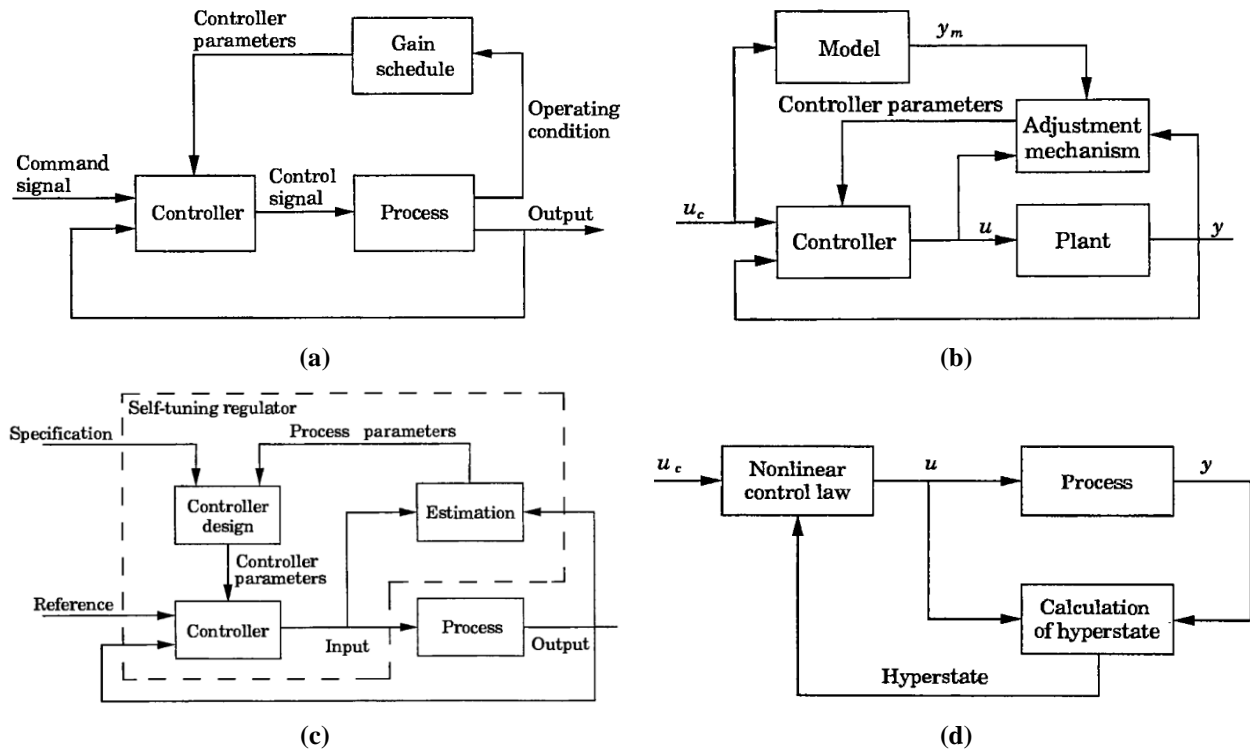 Controller
parameters
Gain
schedule
Operating
condition
Command
signal
Control
signal
Controller
Process
Output
(a)
Model
y_m
Controller parameters
Adjustment
mechanism
u_c
Controller
u
Plant
y
(b)
Self-tuning regulator
Specification
Process parameters
Controller
design
Estimation
Controller
parameters
Reference
Controller
Input
Process
Output
(c)
u_c
Nonlinear
control law
u
Process
y
Calculation
of hyperstate
Hyperstate
(d)